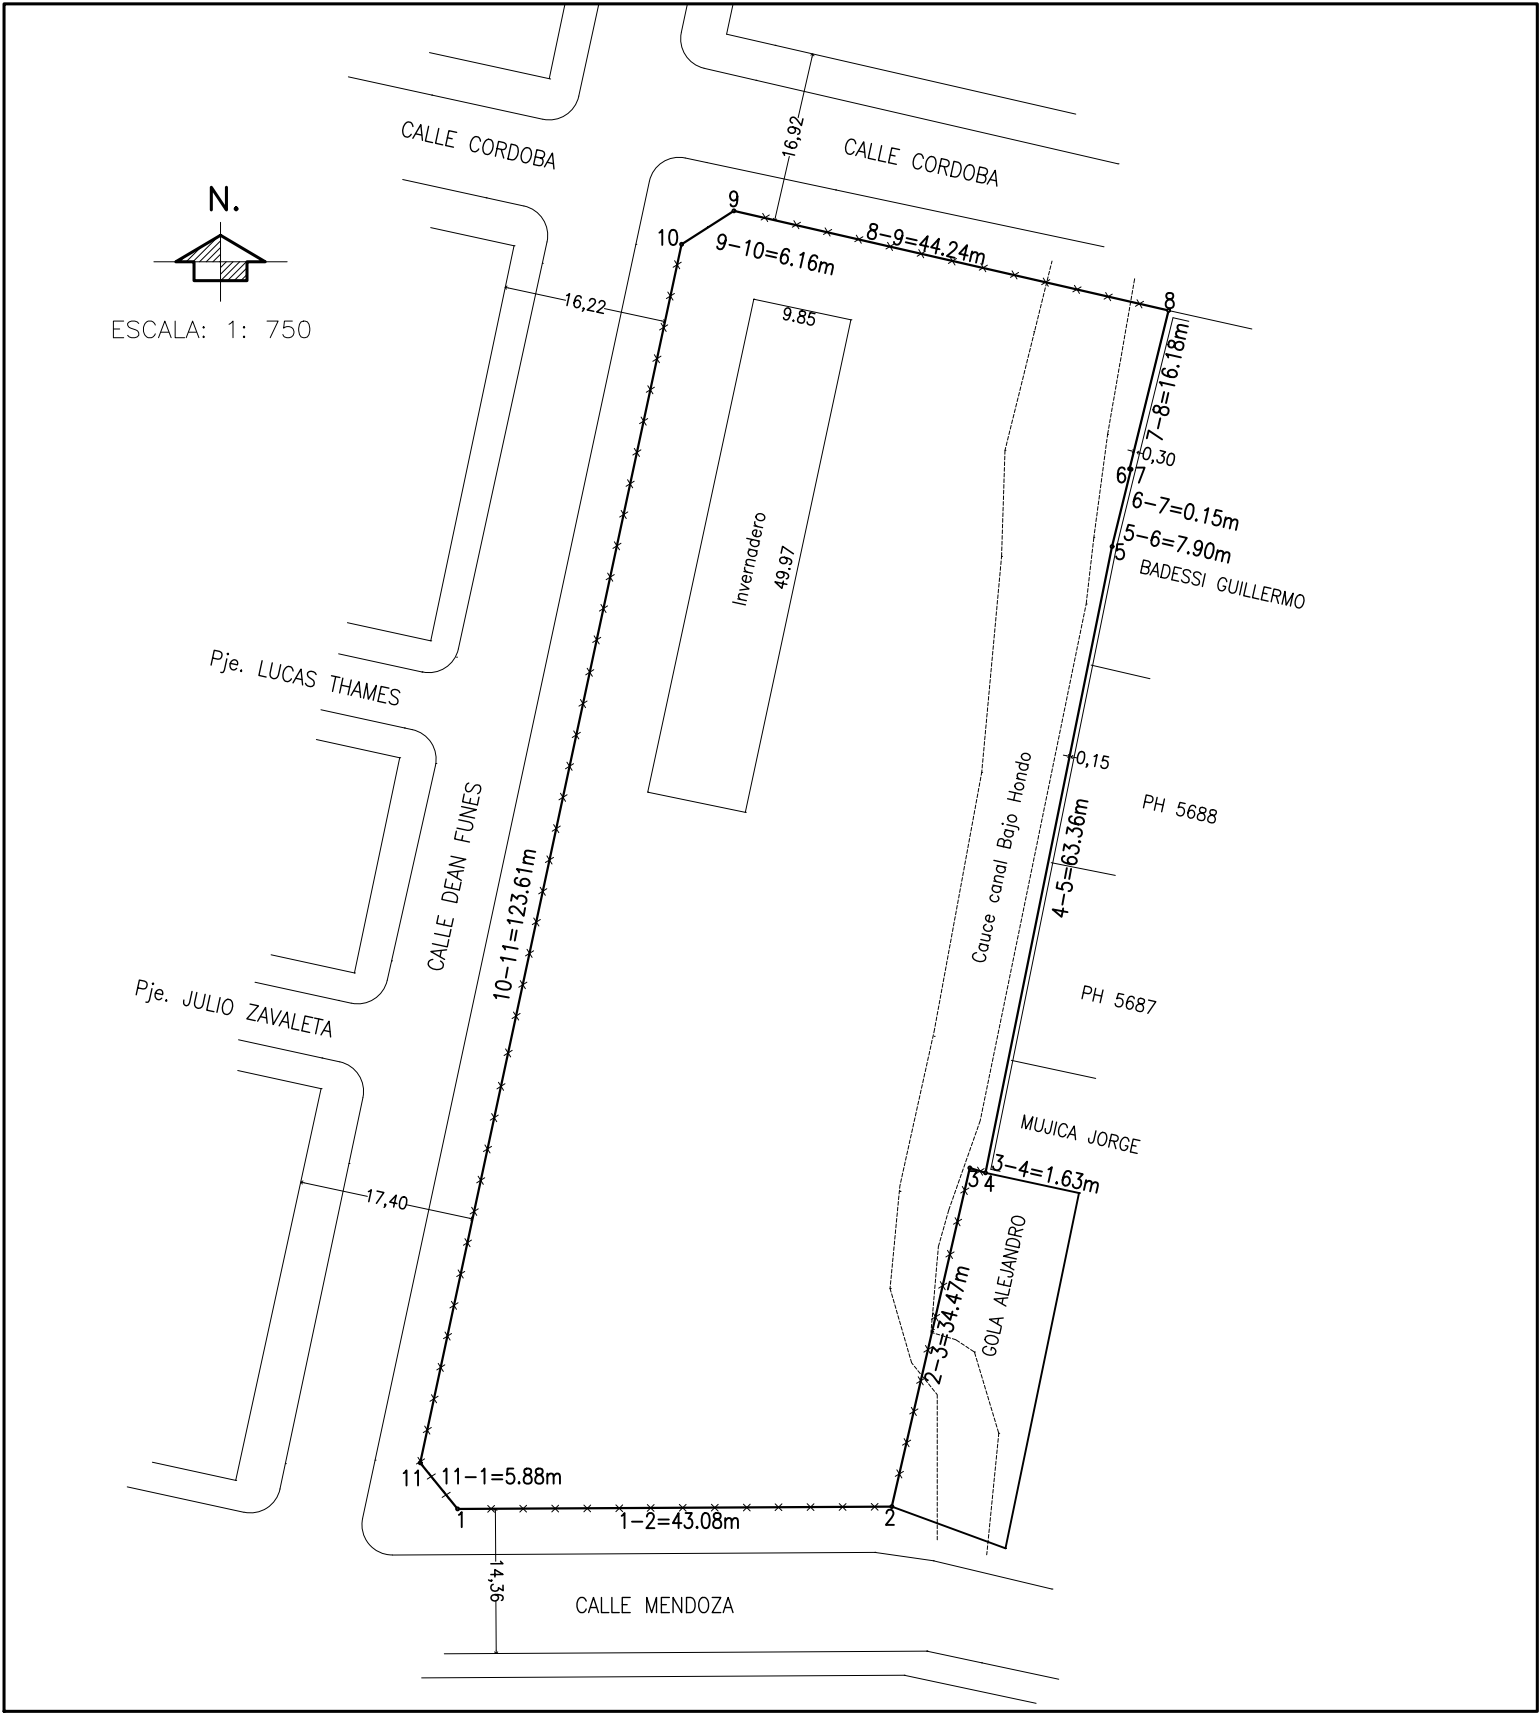 CALLE CORDOBA
16,92
CALLE CORDOBA
N.
ESCALA: 1: 750
9
10
9-10=6.16m
8-9=44.24m
8
16,22
9.85
7-8=16.18m
0,30
6
7
6-7=0.15m
5-6=7.90m
5
BADESSI GUILLERMO
Invernadero
49.97
Pje. LUCAS THAMES
0,15
PH 5688
Cauce canal Bajo Hondo
4-5=63.36m
CALLE DEAN FUNES
10-11=123.61m
Pje. JULIO ZAVALETA
PH 5687
MUJICA JORGE
3
4
3-4=1.63m
17,40
GOLA ALEJANDRO
2-3=34.47m
11
11-1=5.88m
1
1-2=43.08m
2
14,36
CALLE MENDOZA